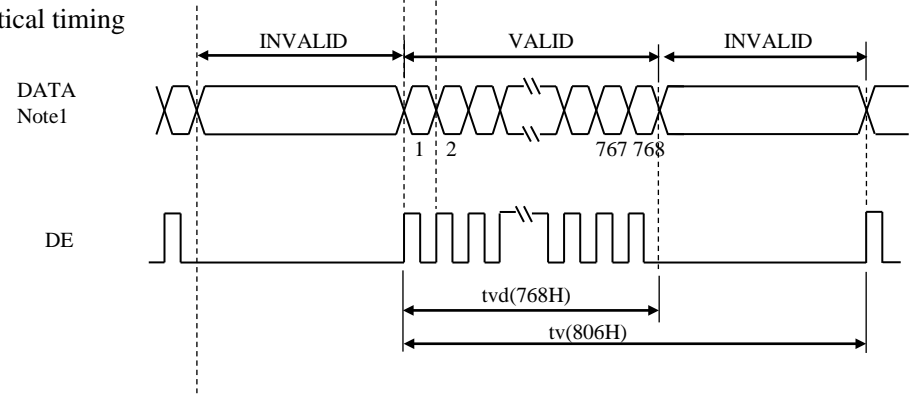 tical timing
INVALID VALID INVALID
DATA
Note1
1 2 767 768
DE
tvd(768H)
tv(806H)